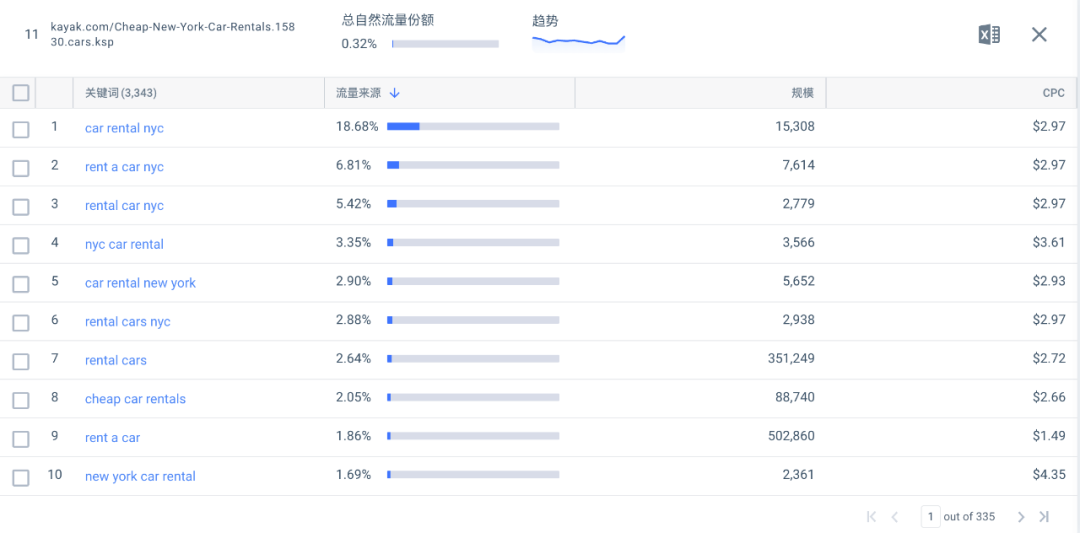 11
kayak.com/Cheap-New-York-Car-Rentals.158
30.cars.ksp
总自然流量份额
0.32%
趋势
关键词 (3,343) 流量来源 规模 CPC
1 car rental nyc 18.68% 15,308 $2.97
2 rent a car nyc 6.81% 7,614 $2.97
3 rental car nyc 5.42% 2,779 $2.97
4 nyc car rental 3.35% 3,566 $3.61
5 car rental new york 2.90% 5,652 $2.93
6 rental cars nyc 2.88% 2,938 $2.97
7 rental cars 2.64% 351,249 $2.72
8 cheap car rentals 2.05% 88,740 $2.66
9 rent a car 1.86% 502,860 $1.49
10 new york car rental 1.69% 2,361 $4.35
1 out of 335